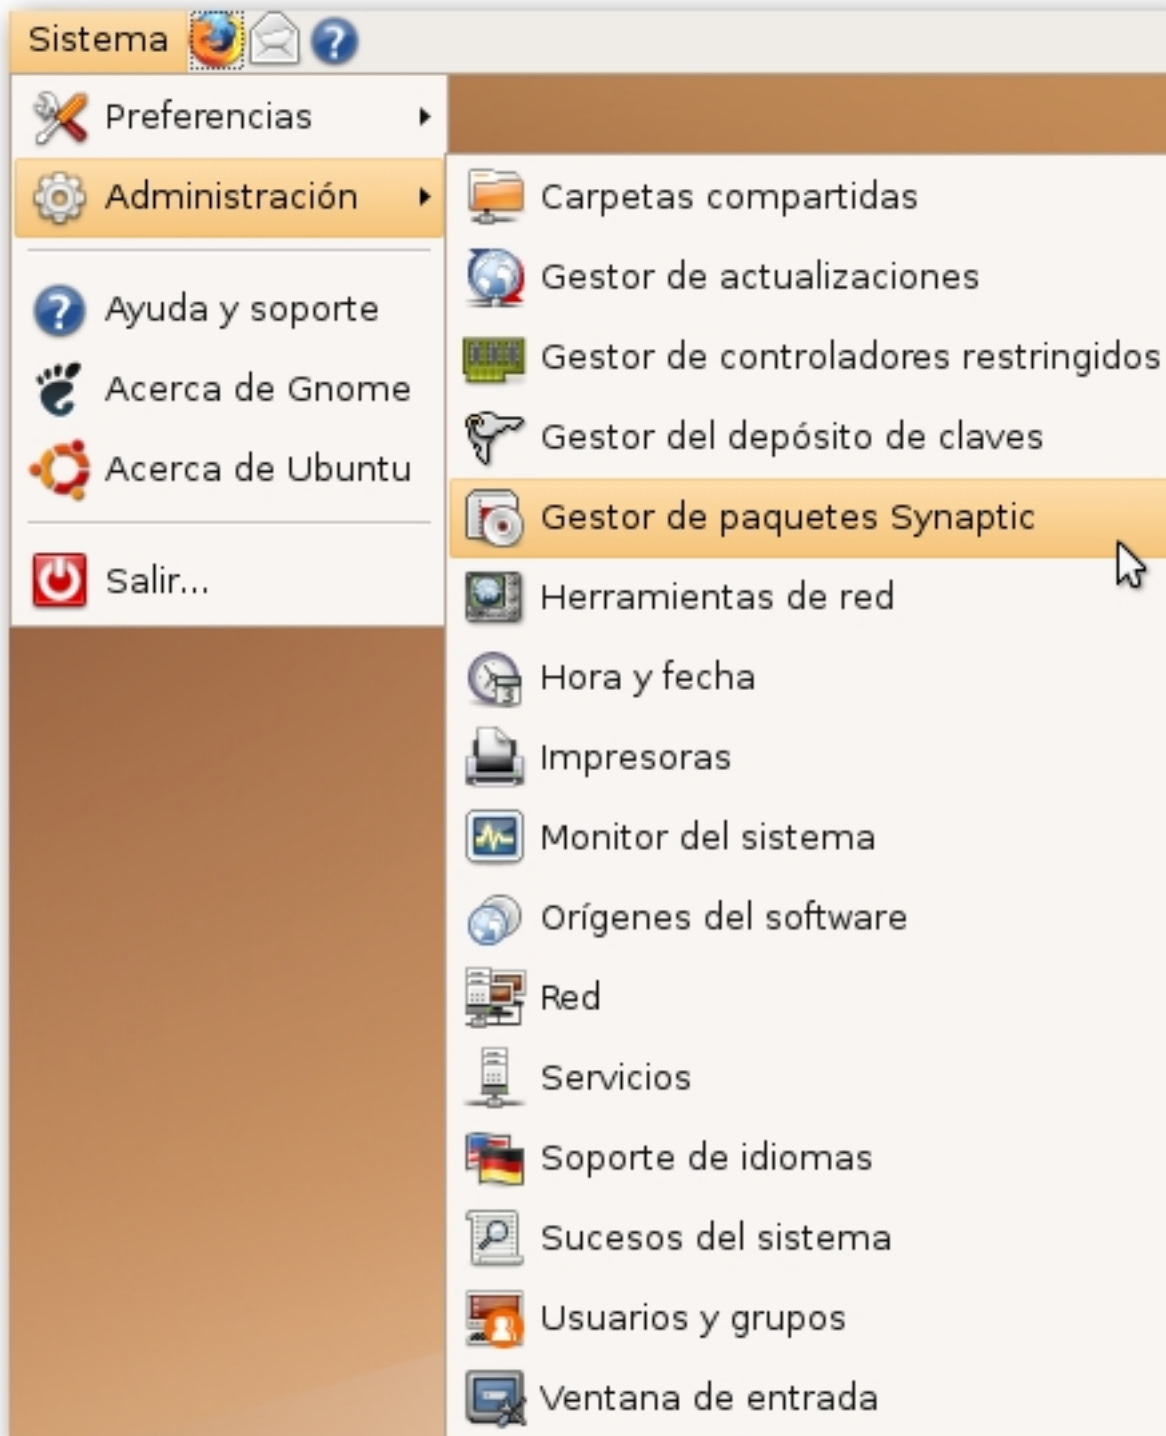 Sistema
Preferencias
Administración
Ayuda y soporte
Acerca de Gnome
Acerca de Ubuntu
Salir...
Carpetas compartidas
Gestor de actualizaciones
Gestor de controladores restringidos
Gestor del depósito de claves
Gestor de paquetes Synaptic
Herramientas de red
Hora y fecha
Impresoras
Monitor del sistema
Orígenes del software
Red
Servicios
Soporte de idiomas
Sucesos del sistema
Usuarios y grupos
Ventana de entrada